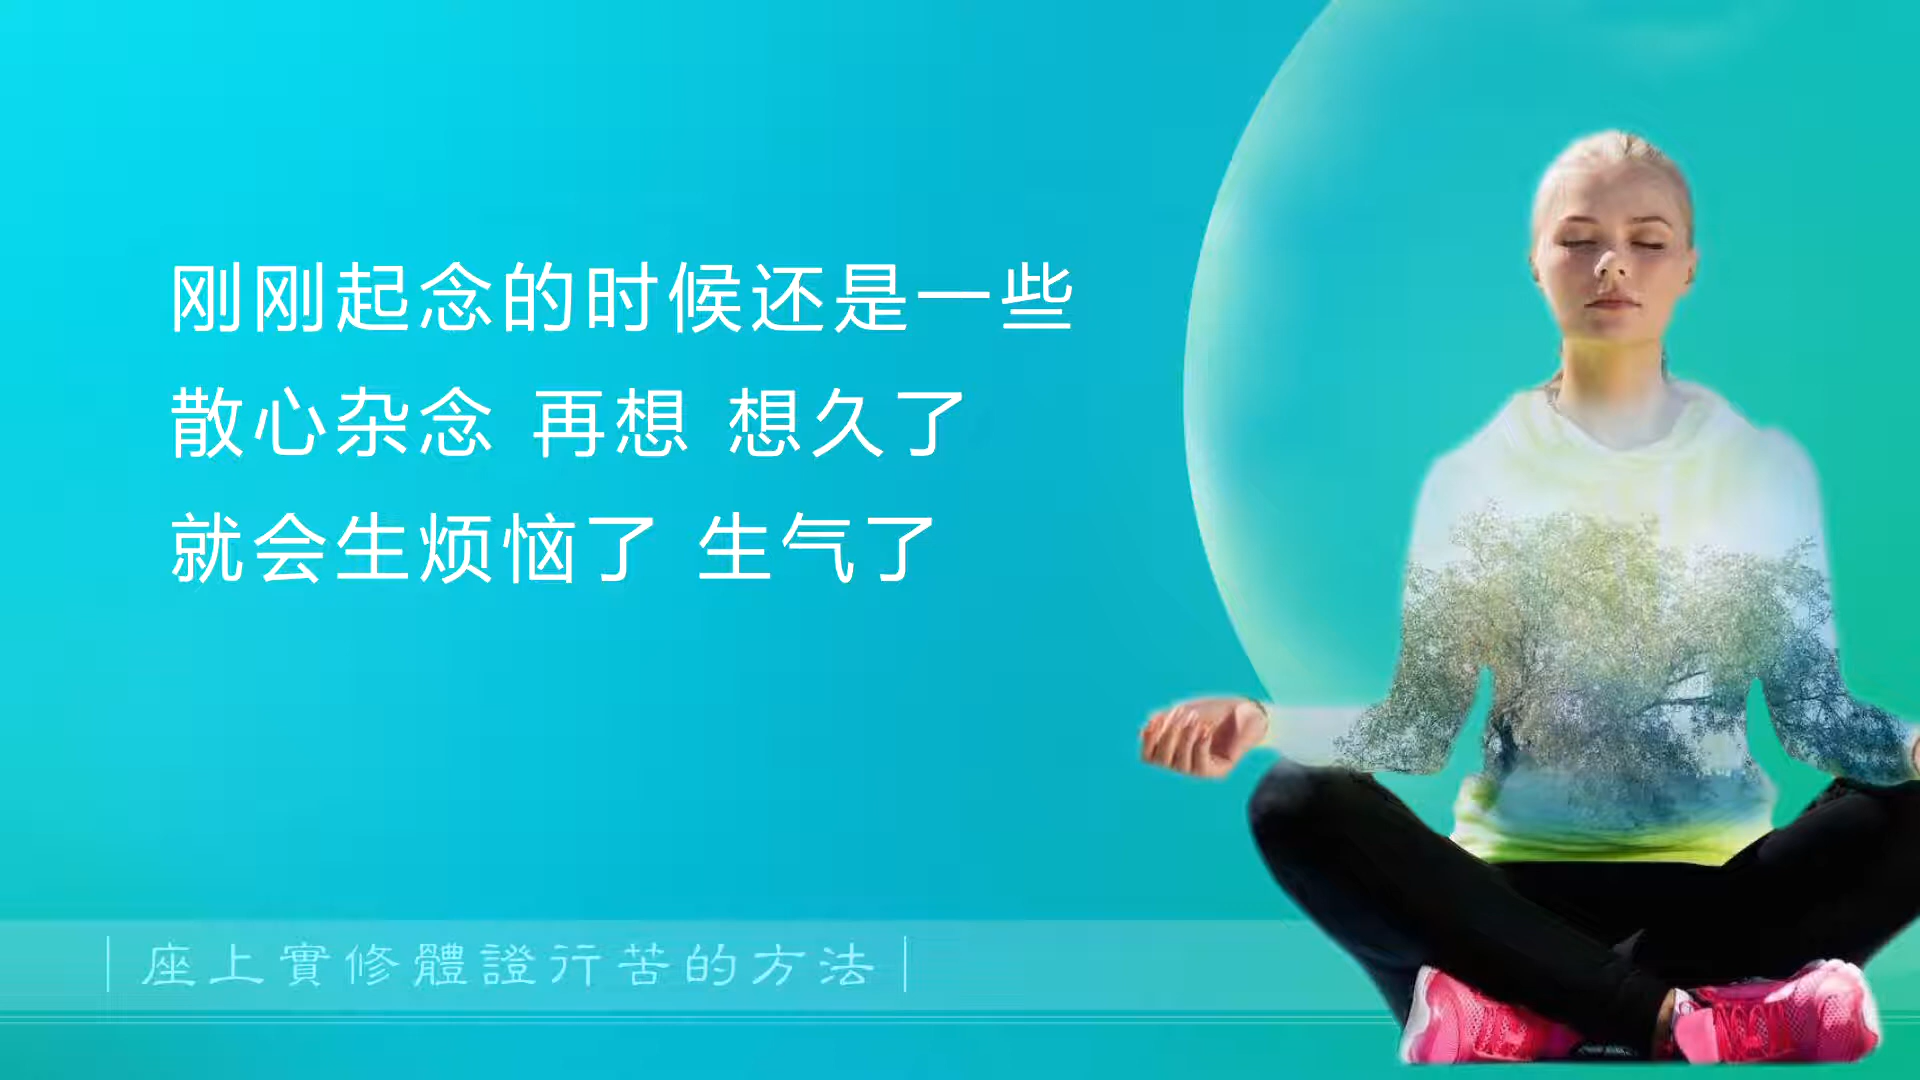 刚刚起念的时候还是一些
散心杂念 再想 想久了
就会生烦恼了 生气了
座上實修體證行苦的方法